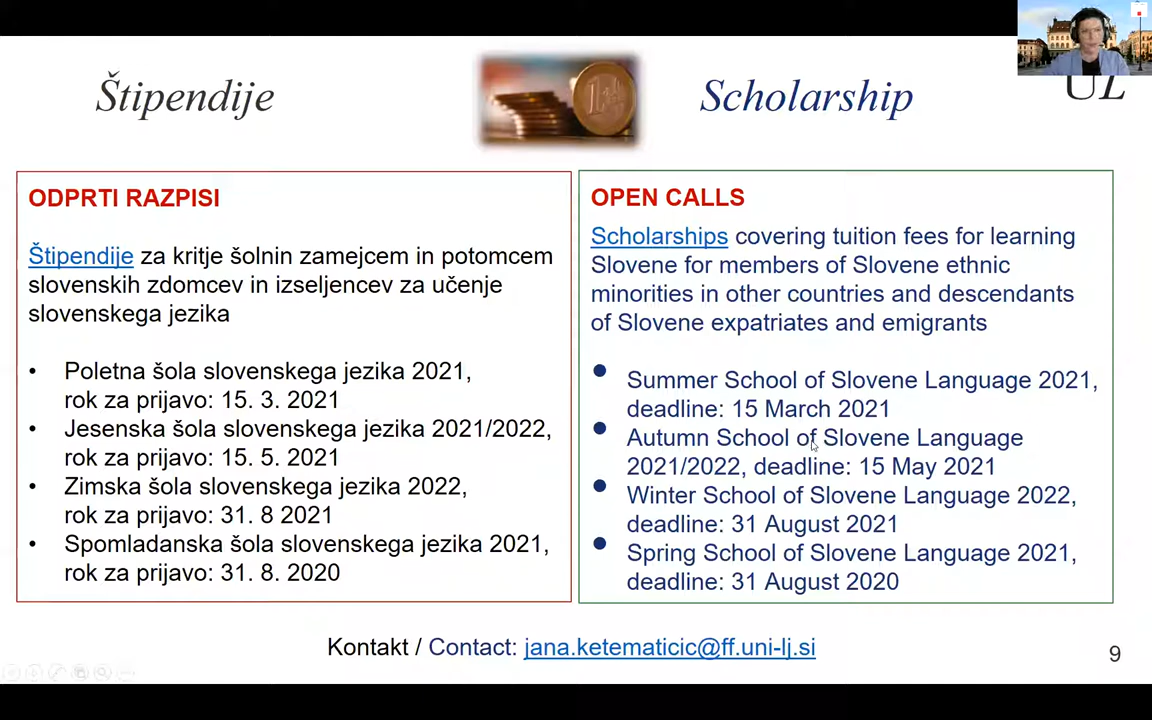 Štipendije
Scholarship
UL
ODPRTI RAZPISI
Štipendije za kritje šolnin zamejcem in potomcem
slovenskih zdomcev in izseljencev za učenje
slovenskega jezika
• Poletna šola slovenskega jezika 2021,
rok za prijavo: 15. 3. 2021
• Jesenska šola slovenskega jezika 2021/2022,
rok za prijavo: 15. 5. 2021
• Zimska šola slovenskega jezika 2022,
rok za prijavo: 31. 8 2021
• Spomladanska šola slovenskega jezika 2021,
rok za prijavo: 31. 8. 2020
OPEN CALLS
Scholarships covering tuition fees for learning
Slovene for members of Slovene ethnic
minorities in other countries and descendants
of Slovene expatriates and emigrants
• Summer School of Slovene Language 2021,
deadline: 15 March 2021
• Autumn School of Slovene Language
2021/2022, deadline: 15 May 2021
• Winter School of Slovene Language 2022,
deadline: 31 August 2021
• Spring School of Slovene Language 2021,
deadline: 31 August 2020
Kontakt / Contact: jana.ketematicic@ff.uni-lj.si
9